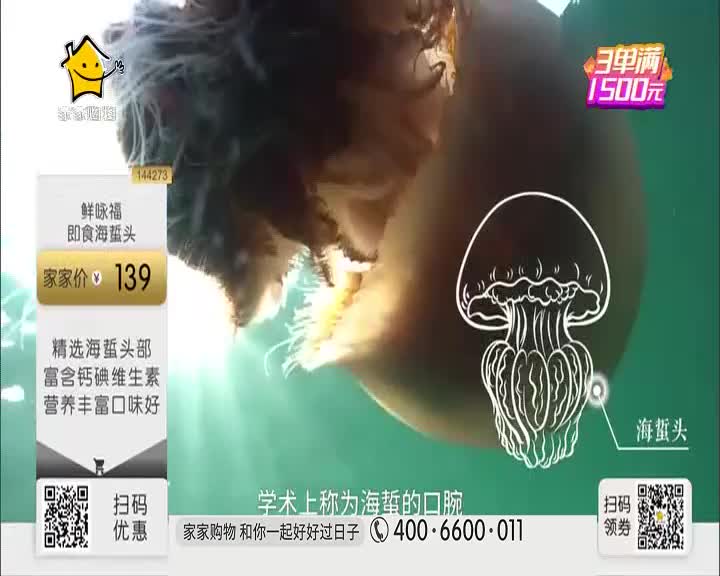 家家购物
3单满
1500元
144273
鲜咏福
即食海蜇头
家家价 ¥ 139
精选海蜇头部
富含钙碘维生素
营养丰富口味好
海蜇头
扫码
优惠
学术上称为海蜇的口腕
家家购物 和你一起好好过日子
400·6600·011
扫码
领券